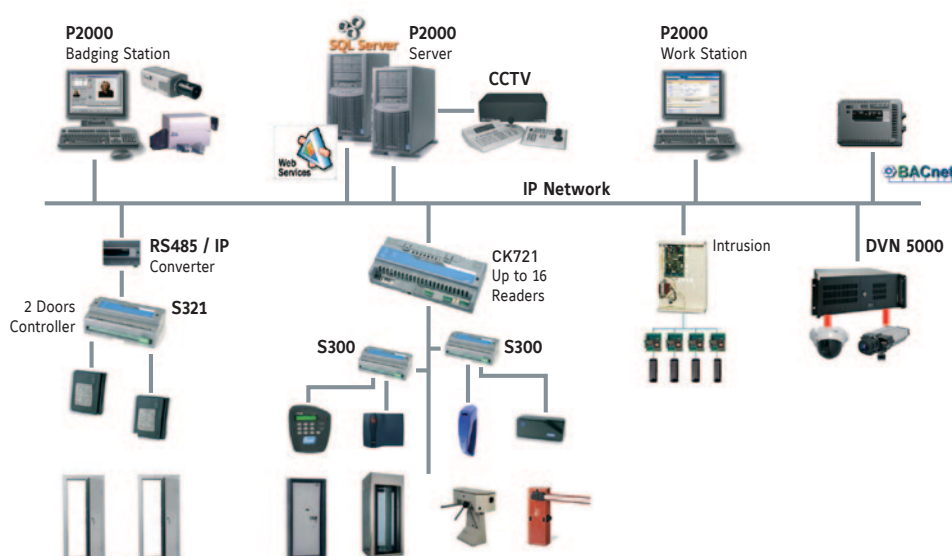 P2000
Badging Station
SQL Server
P2000
Server
CCTV
P2000
Work Station
Web
Services
BACnet
IP Network
RS485 / IP
Converter
2 Doors
Controller
S321
CK721
Up to 16
Readers
S300
S300
Intrusion
DVN 5000